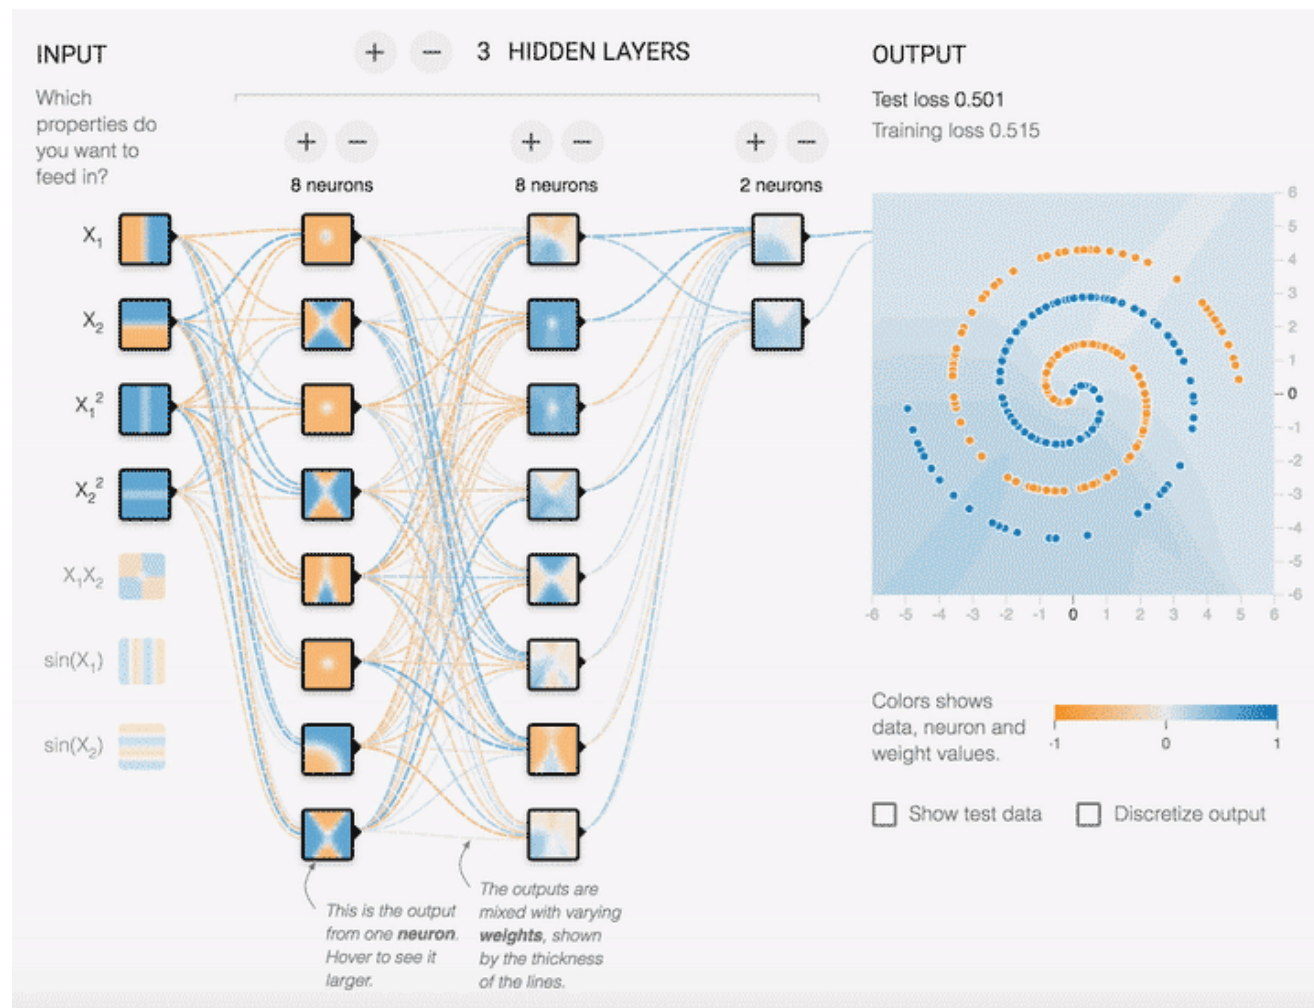 INPUT
Which
properties do
you want to
feed in?
X₁
X₂
X₁²
X₂²
X₁X₂
sin(X₁)
sin(X₂)
+ − 3 HIDDEN LAYERS
+ −
8 neurons
+ −
8 neurons
+ −
2 neurons
This is the output
from one neuron.
Hover to see it
larger.
The outputs are
mixed with varying
weights, shown
by the thickness
of the lines.
OUTPUT
Test loss 0.501
Training loss 0.515
6
5
4
3
2
1
0
-1
-2
-3
-4
-5
-6
-6 -5 -4 -3 -2 -1 0 1 2 3 4 5 6
Colors shows
data, neuron and
weight values.
-1 0 1
Show test data
Discretize output